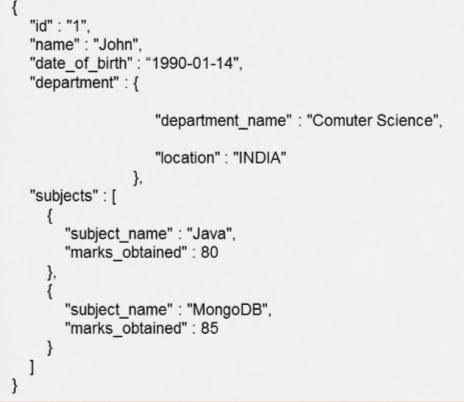 {
"id" : "1",
"name" : "John",
"date_of_birth" : “1990-01-14",
"department" : {
"department_name" : "Comuter Science",
"location" : "INDIA"
},
"subjects" : [
{
"subject_name" : "Java",
"marks_obtained" : 80
},
{
"subject_name" : "MongoDB",
"marks_obtained" : 85
}
]
}